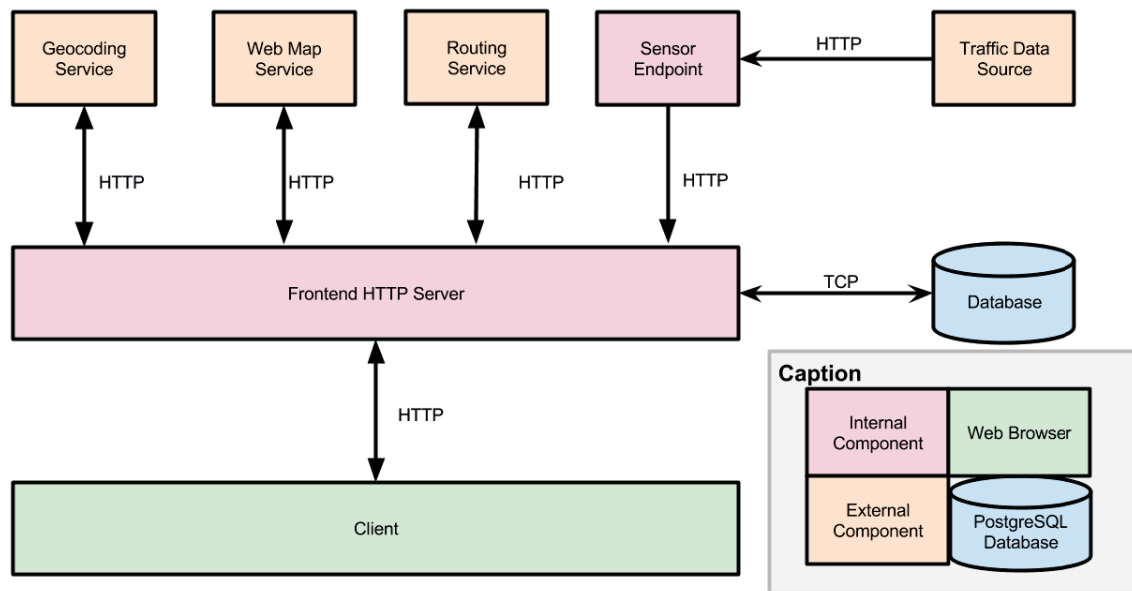 Geocoding
Service
Web Map
Service
Routing
Service
Sensor
Endpoint
HTTP
Traffic Data
Source
HTTP
HTTP
HTTP
HTTP
Frontend HTTP Server
TCP
Database
HTTP
Client
Caption
Internal
Component
Web Browser
External
Component
PostgreSQL
Database